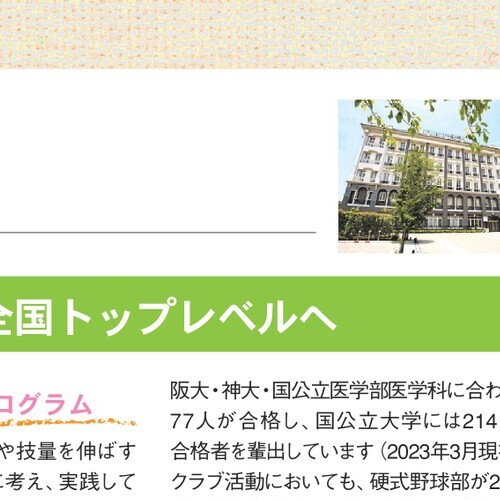 全国トップレベルへ
ログラム
や技量を伸ばす
に考え、実践して
阪大・神大・国公立医学部医学科に合わ
77人が合格し、国公立大学には214
合格者を輩出しています（2023年3月現
クラブ活動においても、硬式野球部が2